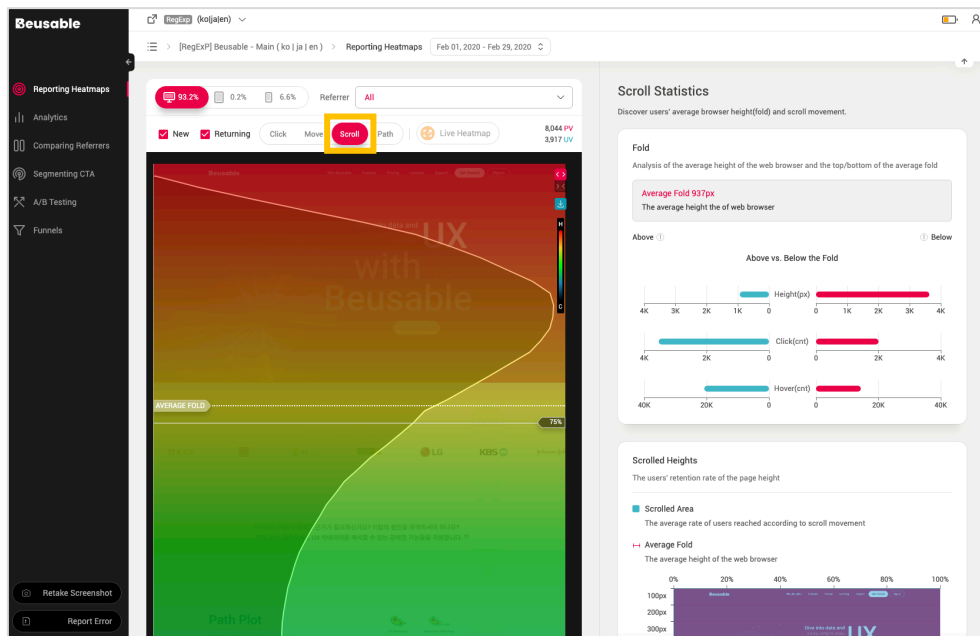 Beusable
RegExp (ko|ja|en)
[RegExP] Beusable - Main ( ko | ja | en ) > Reporting Heatmaps Feb 01, 2020 - Feb 29, 2020
Reporting Heatmaps
Analytics
Comparing Referrers
Segmenting CTA
A/B Testing
Funnels
Retake Screenshot
Report Error
93.2% 0.2% 6.6% Referrer All
New Returning Click Move Scroll Path Live Heatmap
8,044 PV
3,917 UV
Beusable
into data and UX
with
Beusable
H
C
AVERAGE FOLD
75%
LG KBS
Path Plot
Scroll Statistics
Discover users' average browser height(fold) and scroll movement.
Fold
Analysis of the average height of the web browser and the top/bottom of the average fold
Average Fold 937px
The average height the of web browser
Above Below
Above vs. Below the Fold
Height(px)
4K 3K 2K 1K 0 0 1K 2K 3K 4K
Click(cnt)
4K 2K 0 0 2K 4K
Hover(cnt)
40K 20K 0 0 20K 40K
Scrolled Heights
The users' retention rate of the page height
Scrolled Area
The average rate of users reached according to scroll movement
Average Fold
The average height of the web browser
0% 20% 40% 60% 80% 100%
100px
200px
300px
Beusable
Dive into data and UX